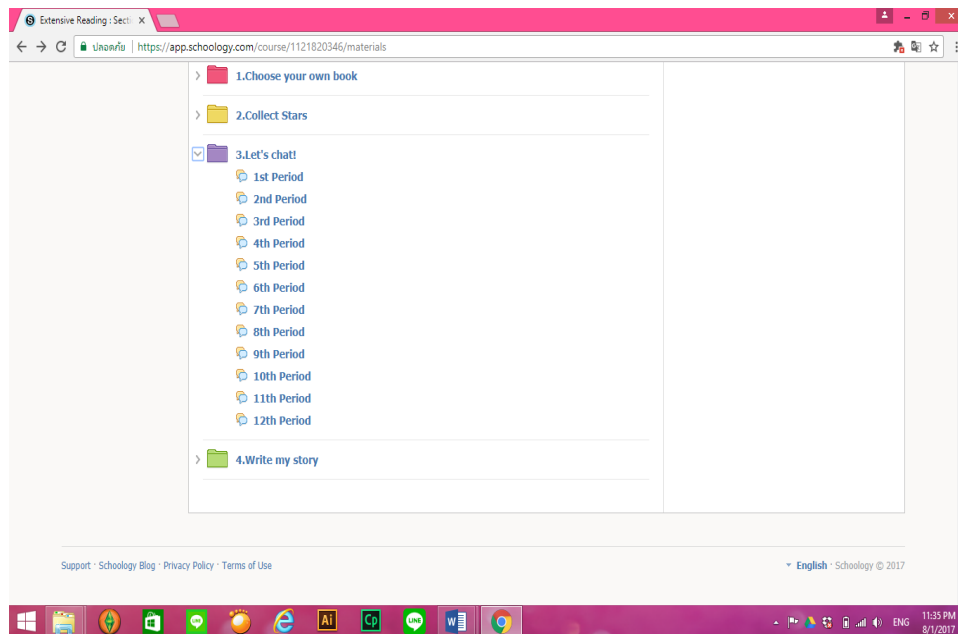 Extensive Reading : Secti
ปลอดภัย https://app.schoology.com/course/1121820346/materials
1.Choose your own book
2.Collect Stars
3.Let's chat!
1st Period
2nd Period
3rd Period
4th Period
5th Period
6th Period
7th Period
8th Period
9th Period
10th Period
11th Period
12th Period
4.Write my story
Support · Schoology Blog · Privacy Policy · Terms of Use
English · Schoology © 2017
Ai Cp LINE W
ENG
11:35 PM
8/1/2017